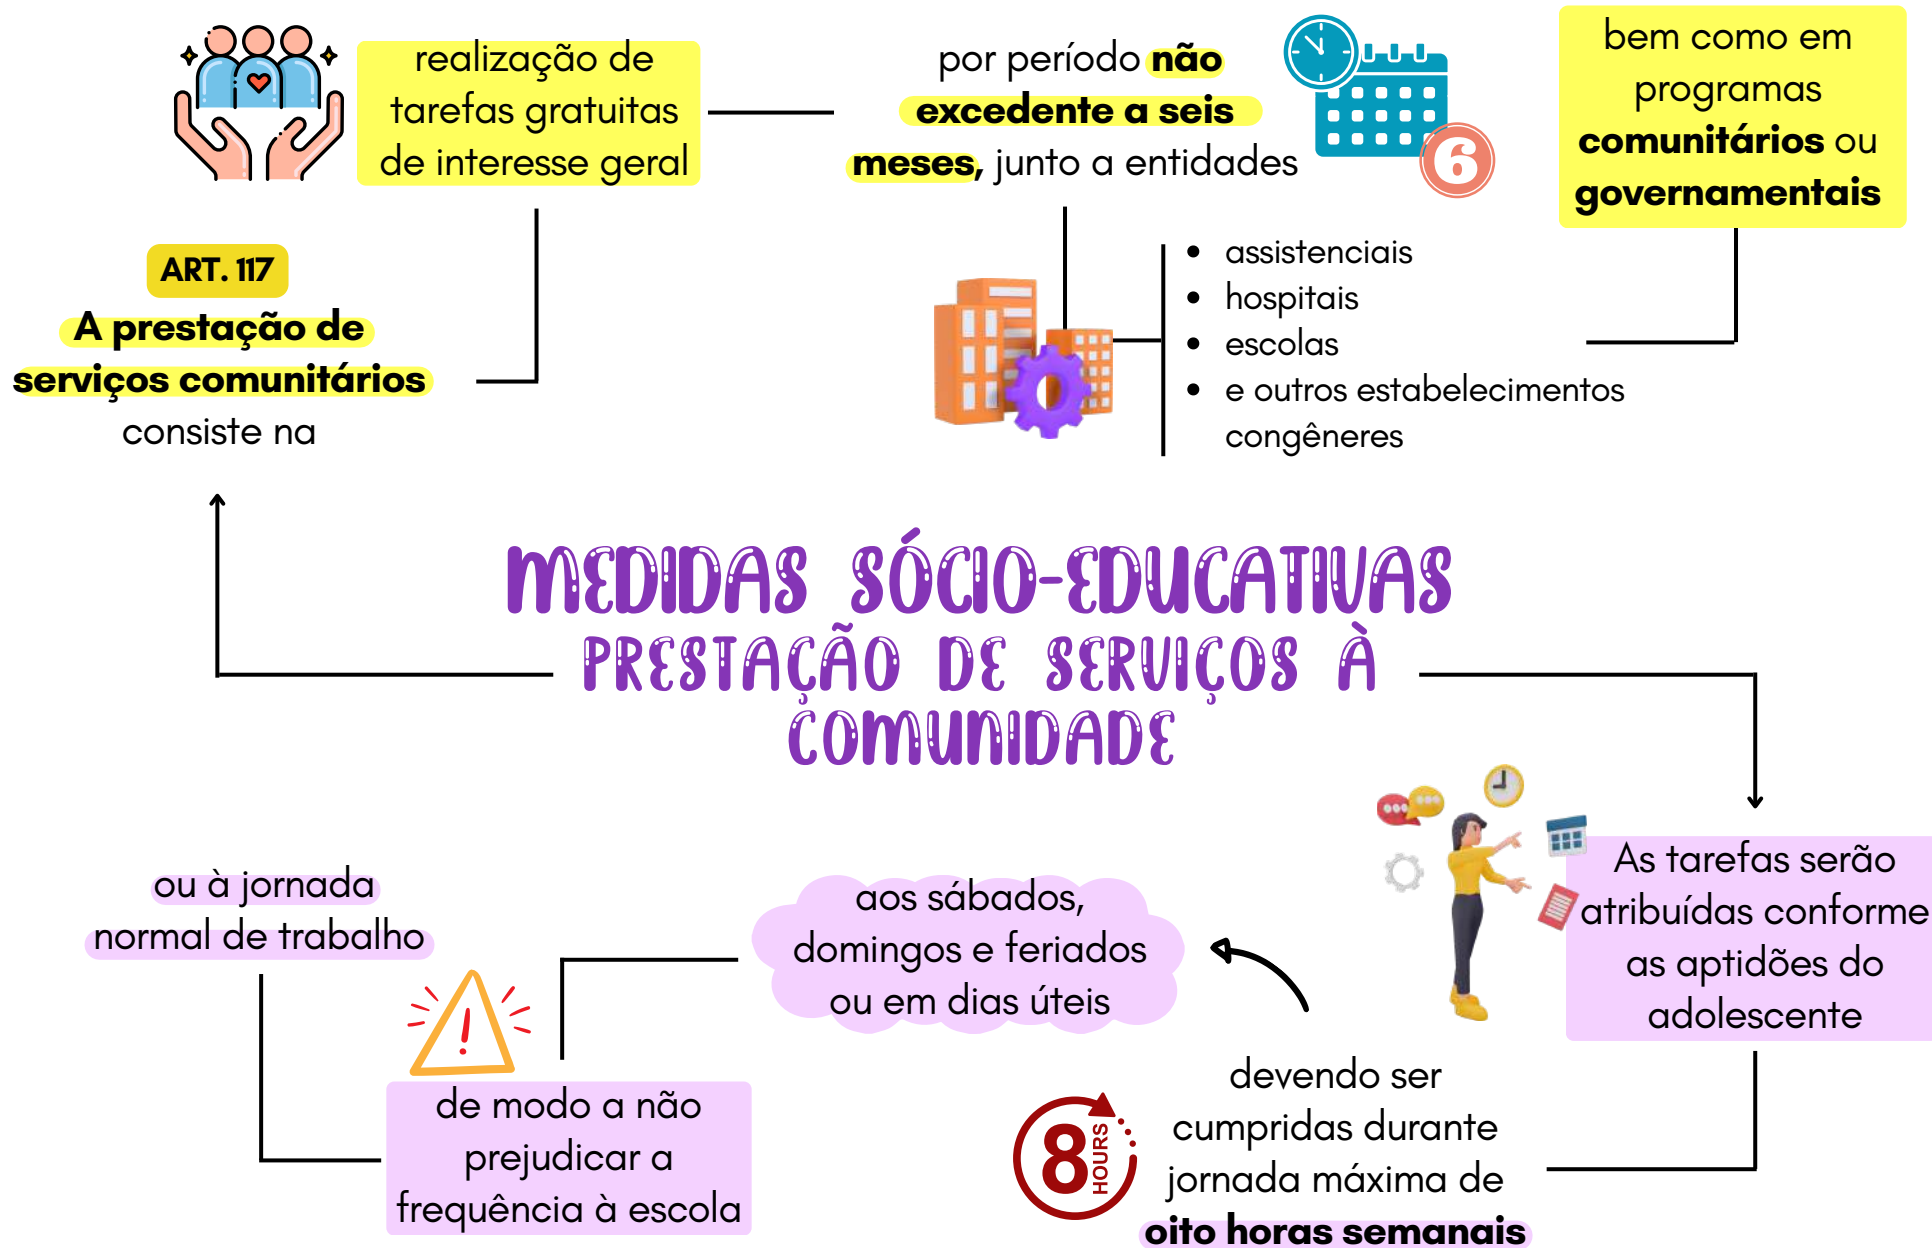 MEDIDAS SÓCIO-EDUCATIVAS
PRESTAÇÃO DE SERVIÇOS À
COMUNIDADE
ART. 117
A prestação de
serviços comunitários
consiste na
realização de
tarefas gratuitas
de interesse geral
por período não
excedente a seis
meses, junto a entidades
6
assistenciais
hospitais
escolas
e outros estabelecimentos
congêneres
bem como em
programas
comunitários ou
governamentais
As tarefas serão
atribuídas conforme
as aptidões do
adolescente
devendo ser
cumpridas durante
jornada máxima de
oito horas semanais
8 HOURS
aos sábados,
domingos e feriados
ou em dias úteis
de modo a não
prejudicar a
frequência à escola
ou à jornada
normal de trabalho